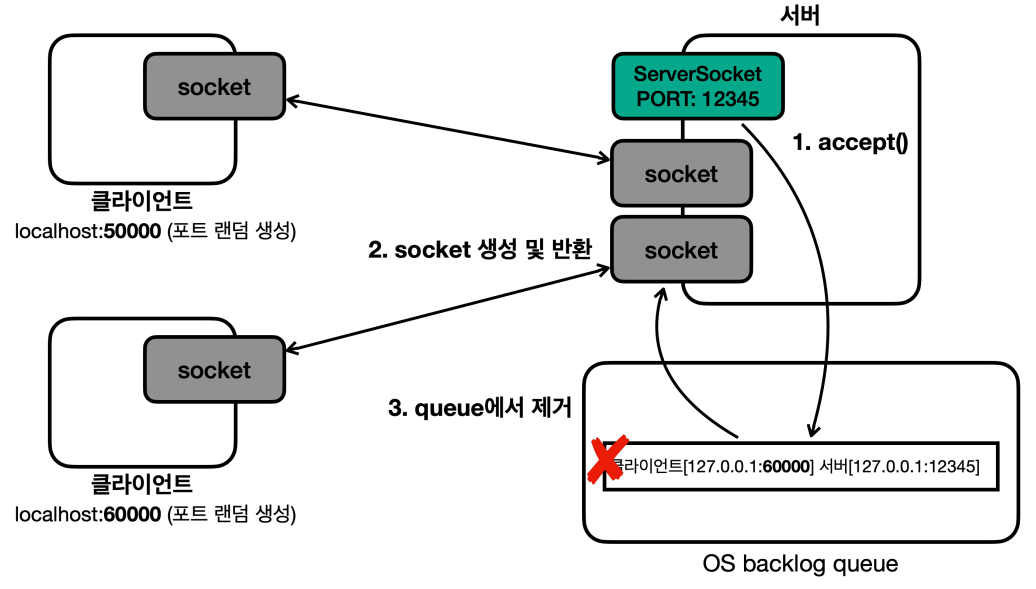 서버
socket
ServerSocket
PORT: 12345
1. accept()
socket
클라이언트
localhost:50000 (포트 랜덤 생성)
2. socket 생성 및 반환
socket
socket
3. queue에서 제거
클라이언트[127.0.0.1:60000] 서버[127.0.0.1:12345]
클라이언트
localhost:60000 (포트 랜덤 생성)
OS backlog queue